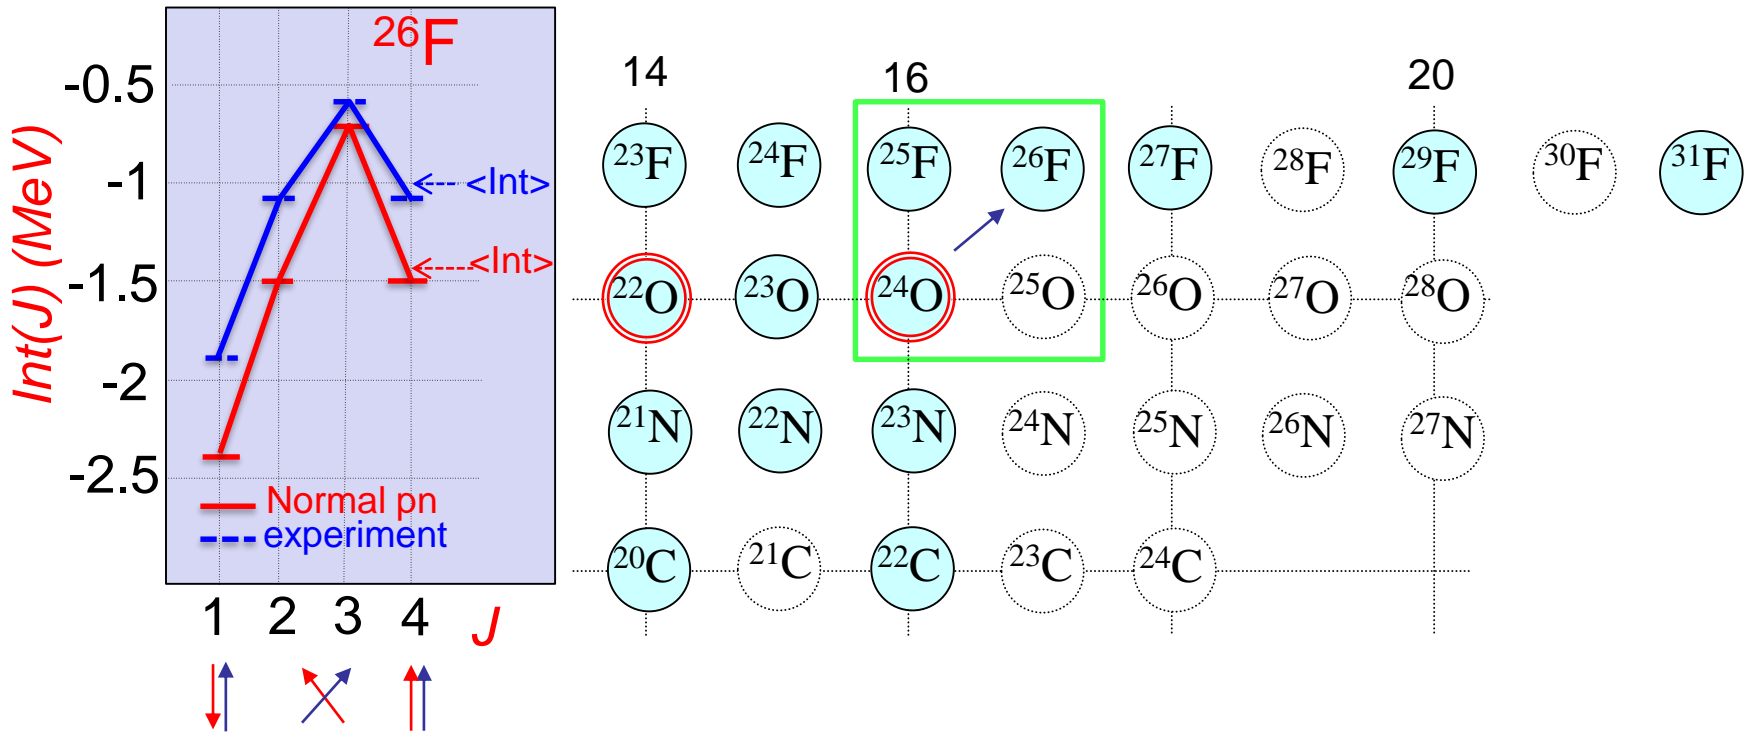 ²⁶F
-0.5
-1
-1.5
-2
-2.5
Int(J) (MeV)
<Int>
<Int>
Normal pn
experiment
1 2 3 4 J
14 16 20
²³F ²⁴F ²⁵F ²⁶F ²⁷F ²⁸F ²⁹F ³⁰F ³¹F
²²O ²³O ²⁴O ²⁵O ²⁶O ²⁷O ²⁸O
²¹N ²²N ²³N ²⁴N ²⁵N ²⁶N ²⁷N
²⁰C ²¹C ²²C ²³C ²⁴C